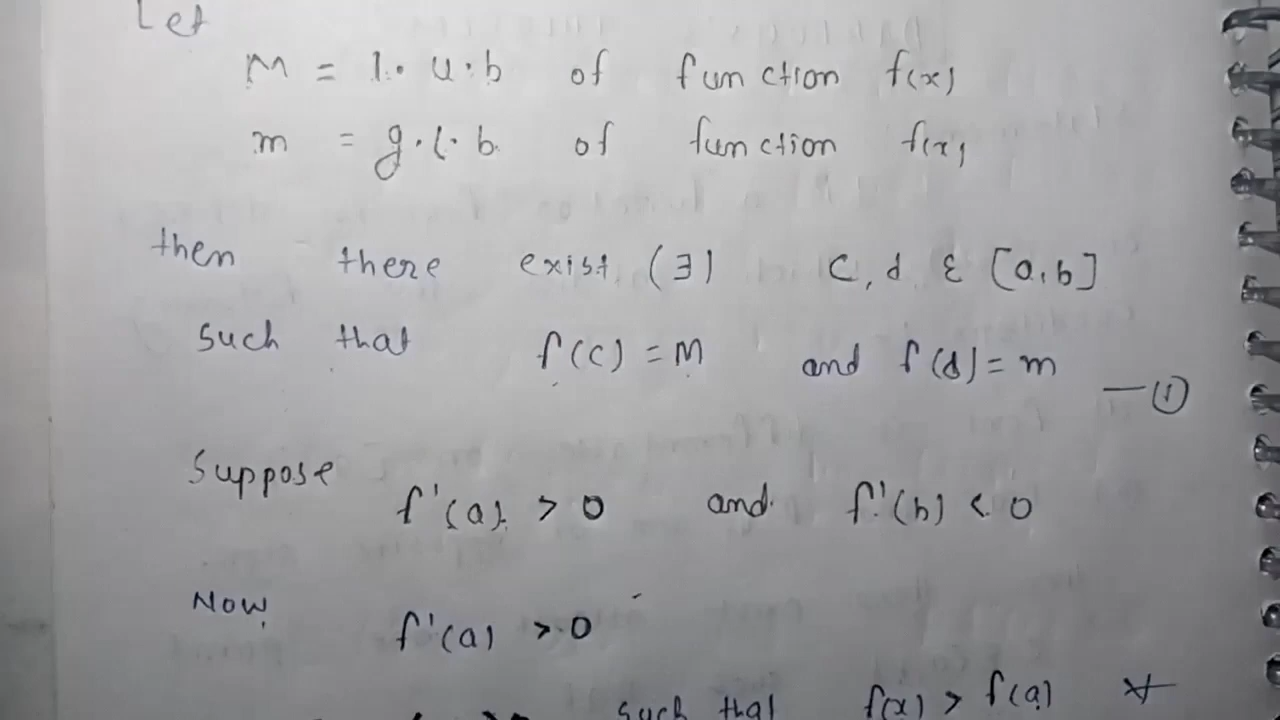 Let
M = l.u.b of function f(x)
m = g.l.b of function f(x)
then there exist (∃) c, d ε [a,b]
such that f(c) = M and f(d) = m —①
Suppose f'(a) > 0 and f'(b) < 0
Now f'(a) > 0
such that f(x) > f(a) ∀